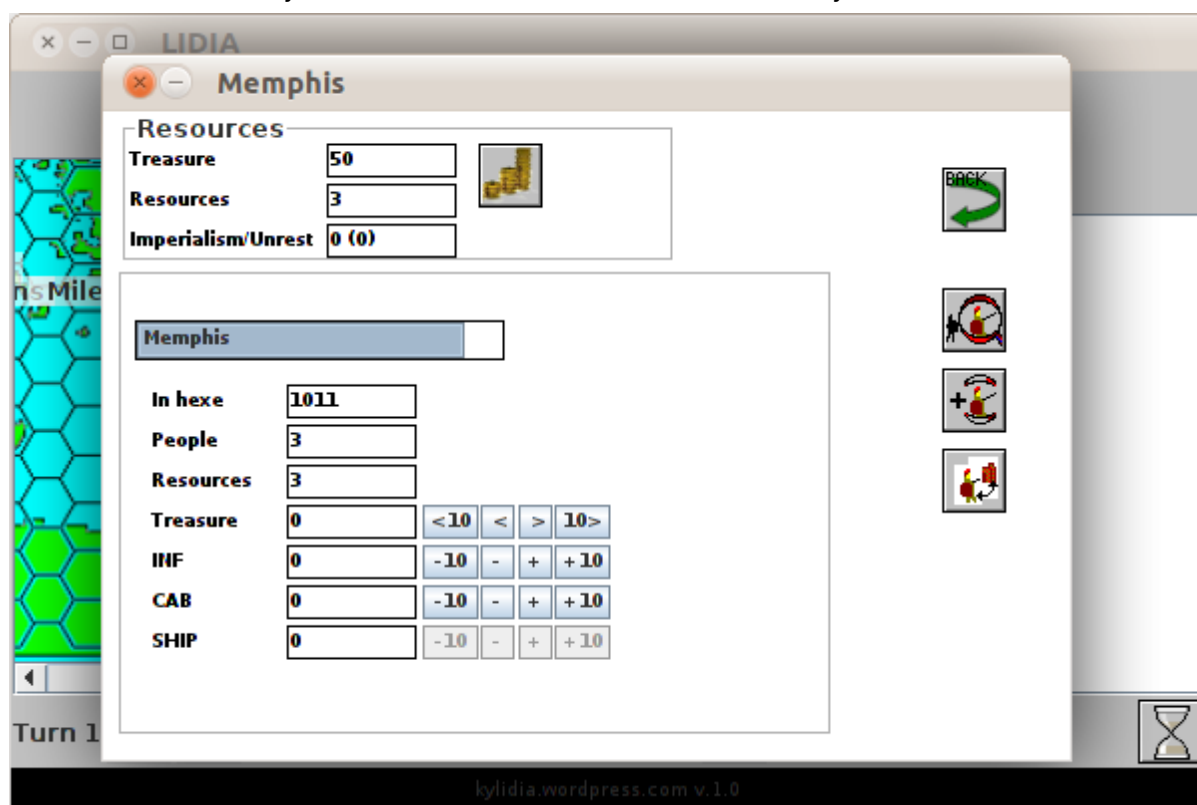 LIDIA
Memphis
Resources
Treasure 50
Resources 3
Imperialism/Unrest 0 (0)
BACK
ns Mile
Memphis
In hexe 1011
People 3
Resources 3
Treasure 0 <10 < > 10>
INF 0 -10 - + +10
CAB 0 -10 - + +10
SHIP 0 -10 - + +10
Turn 1
kylidia.wordpress.com v.1.0